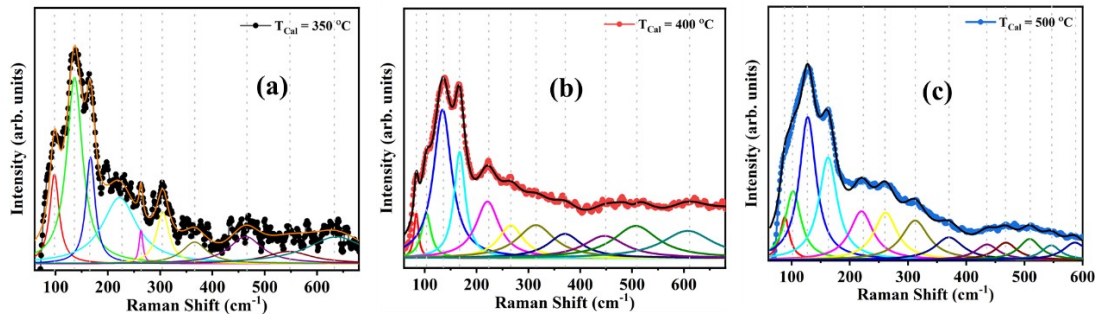 T_Cal = 350 °C
(a)
Intensity (arb. units)
100 200 300 400 500 600
Raman Shift (cm⁻¹)
T_Cal = 400 °C
(b)
Intensity (arb. units)
100 200 300 400 500 600
Raman Shift (cm⁻¹)
T_Cal = 500 °C
(c)
Intensity (arb. units)
100 200 300 400 500 600
Raman Shift (cm⁻¹)